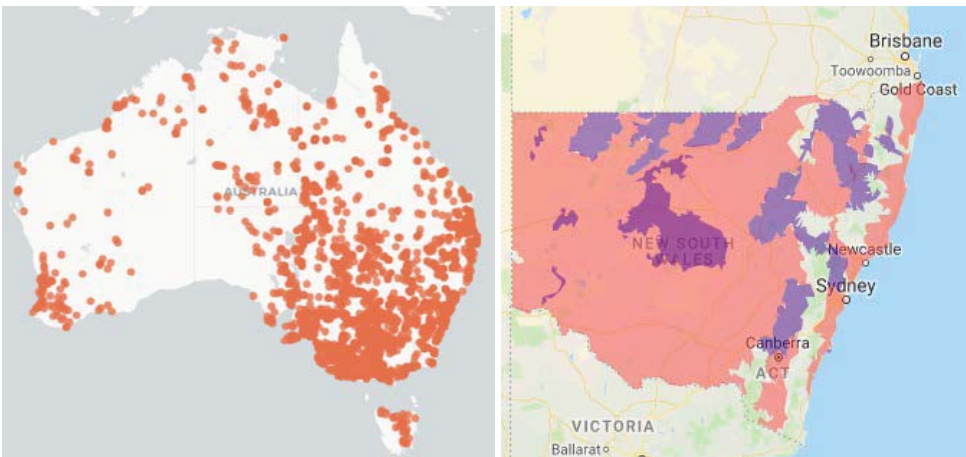 AUSTRALIA
Brisbane
Toowoomba
Gold Coast
NEW SOUTH
WALES
Newcastle
Sydney
Canberra
ACT
VICTORIA
Ballarat